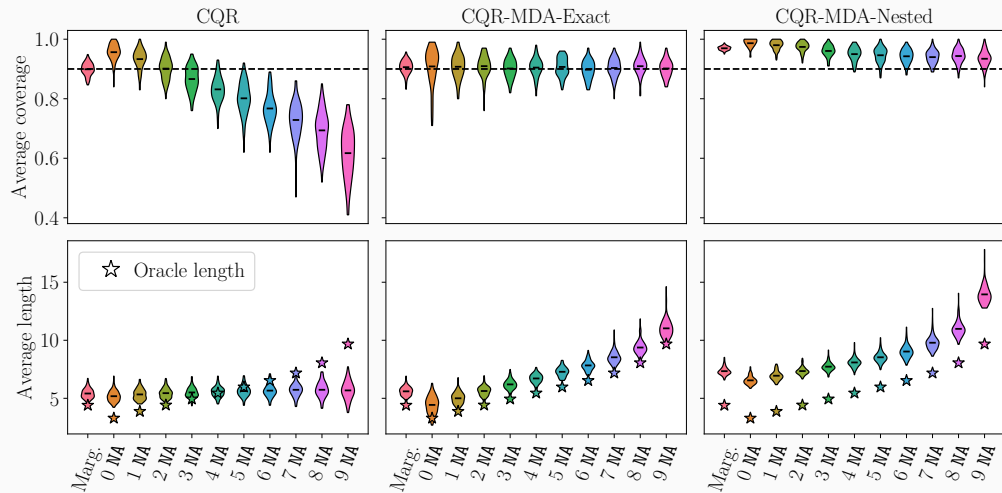 CQR
CQR-MDA-Exact
CQR-MDA-Nested
Average coverage
1.0
0.8
0.6
0.4
Average length
15
10
5
Oracle length
Marg.
0 NA
1 NA
2 NA
3 NA
4 NA
5 NA
6 NA
7 NA
8 NA
9 NA
Marg.
0 NA
1 NA
2 NA
3 NA
4 NA
5 NA
6 NA
7 NA
8 NA
9 NA
Marg.
0 NA
1 NA
2 NA
3 NA
4 NA
5 NA
6 NA
7 NA
8 NA
9 NA